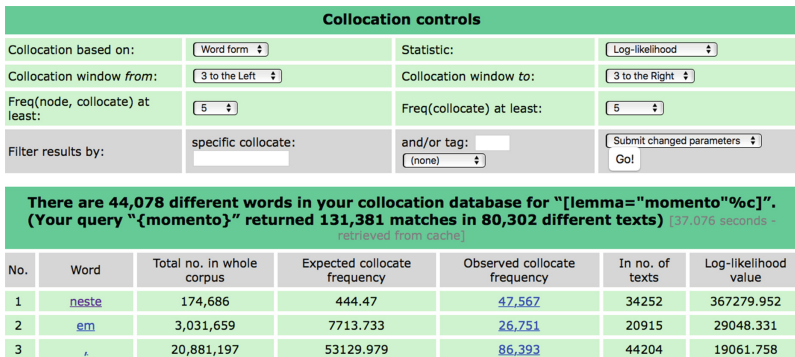 Collocation controls
Collocation based on: Word form Statistic: Log-likelihood
Collocation window from: 3 to the Left Collocation window to: 3 to the Right
Freq(node, collocate) at least: 5 Freq(collocate) at least: 5
Filter results by: specific collocate: and/or tag: (none) Submit changed parameters Go!
There are 44,078 different words in your collocation database for “[lemma="momento"%c]”.
(Your query “{momento}” returned 131,381 matches in 80,302 different texts) [37.076 seconds -
retrieved from cache]
No. Word Total no. in whole corpus Expected collocate frequency Observed collocate frequency In no. of texts Log-likelihood value
1 neste 174,686 444.47 47,567 34252 367279.952
2 em 3,031,659 7713.733 26,751 20915 29048.331
3 , 20,881,197 53129.979 86,393 44204 19061.758